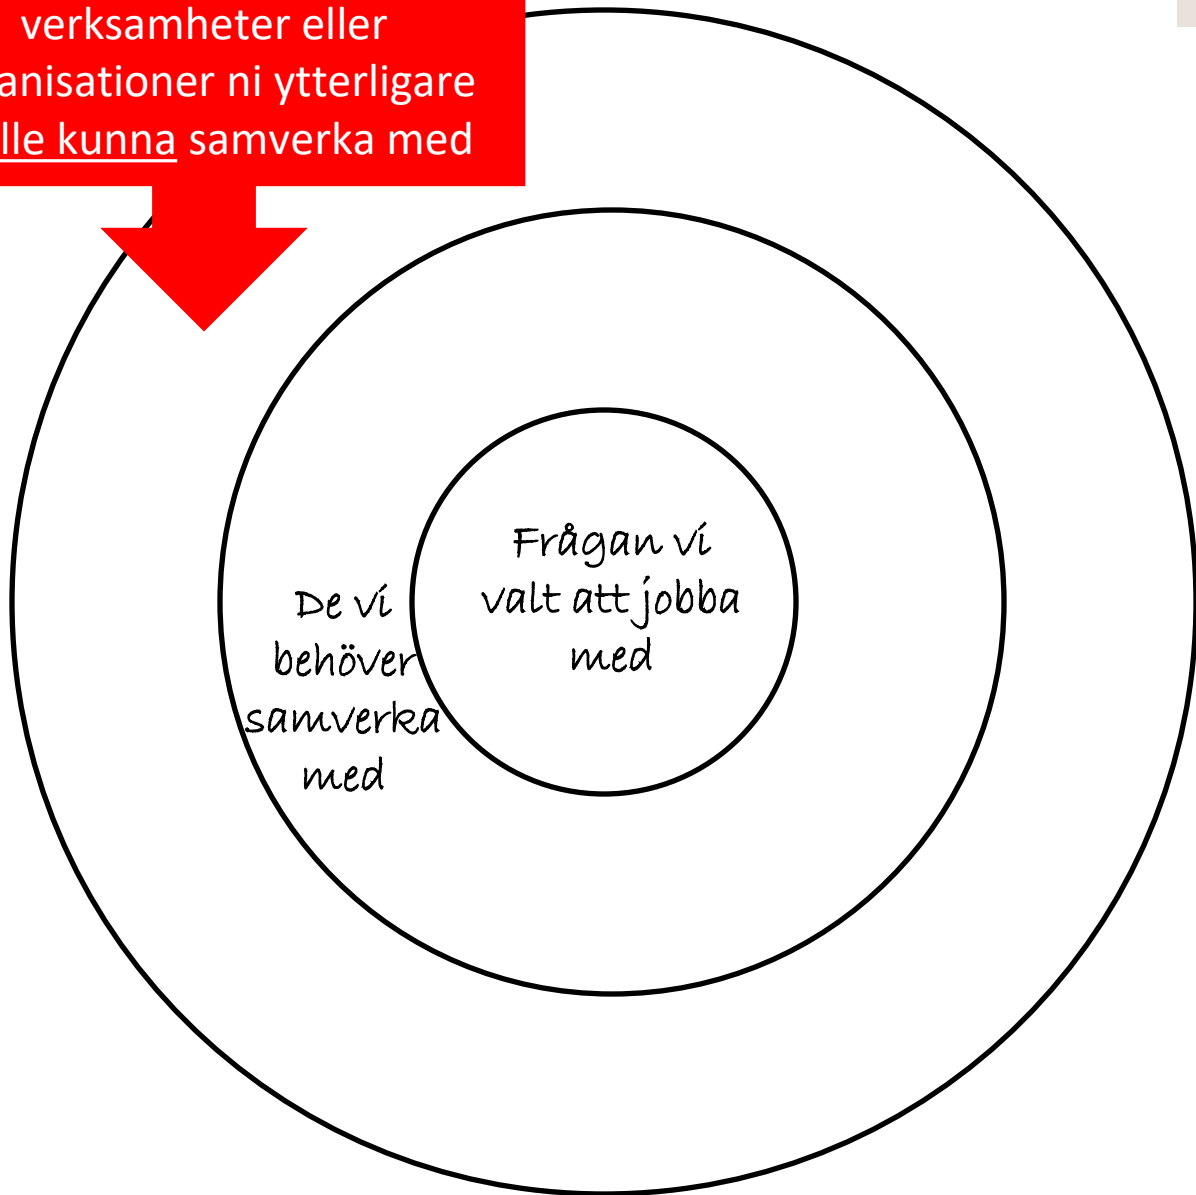 verksamheter eller
anisationer ni ytterligare
lle kunna samverka med
Frågan vi
valt att jobba
med
De vi
behöver
samverka
med